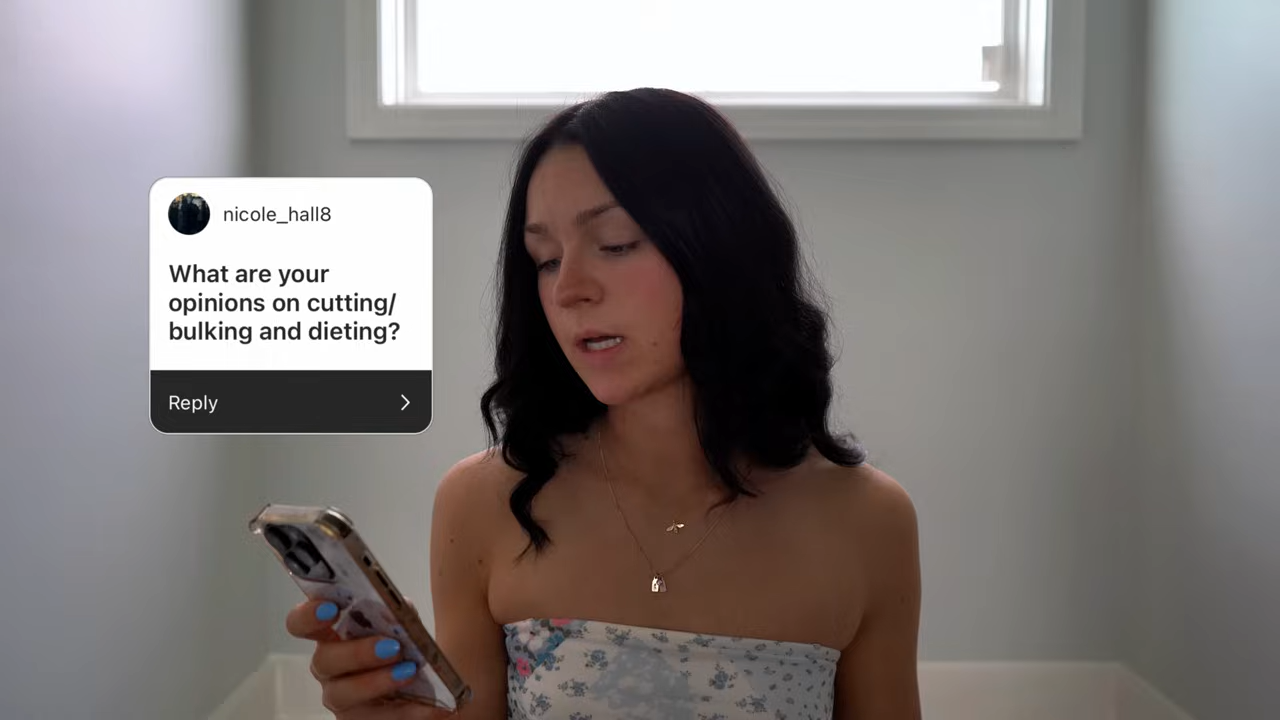 nicole_hall8
What are your
opinions on cutting/
bulking and dieting?
Reply